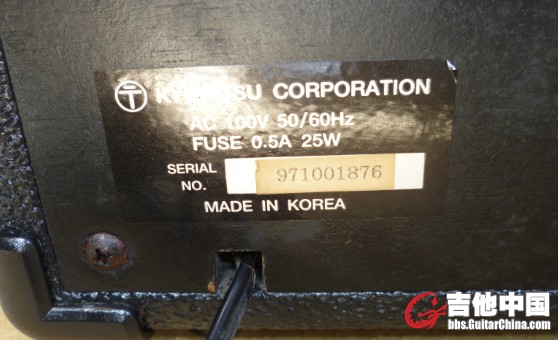 CORPORATION
AC 100V 50/60Hz
FUSE 0.5A 25W
SERIAL
NO.
971001876
MADE IN KOREA
吉他中国
bbs.GuitarChina.com